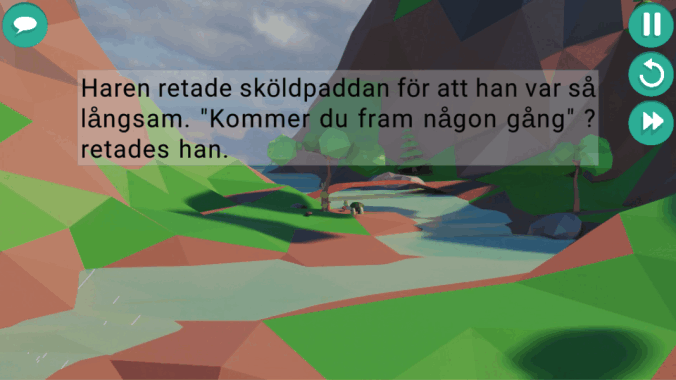 Haren retade sköldpaddan för att han var så
långsam. "Kommer du fram någon gång" ?
retades han.